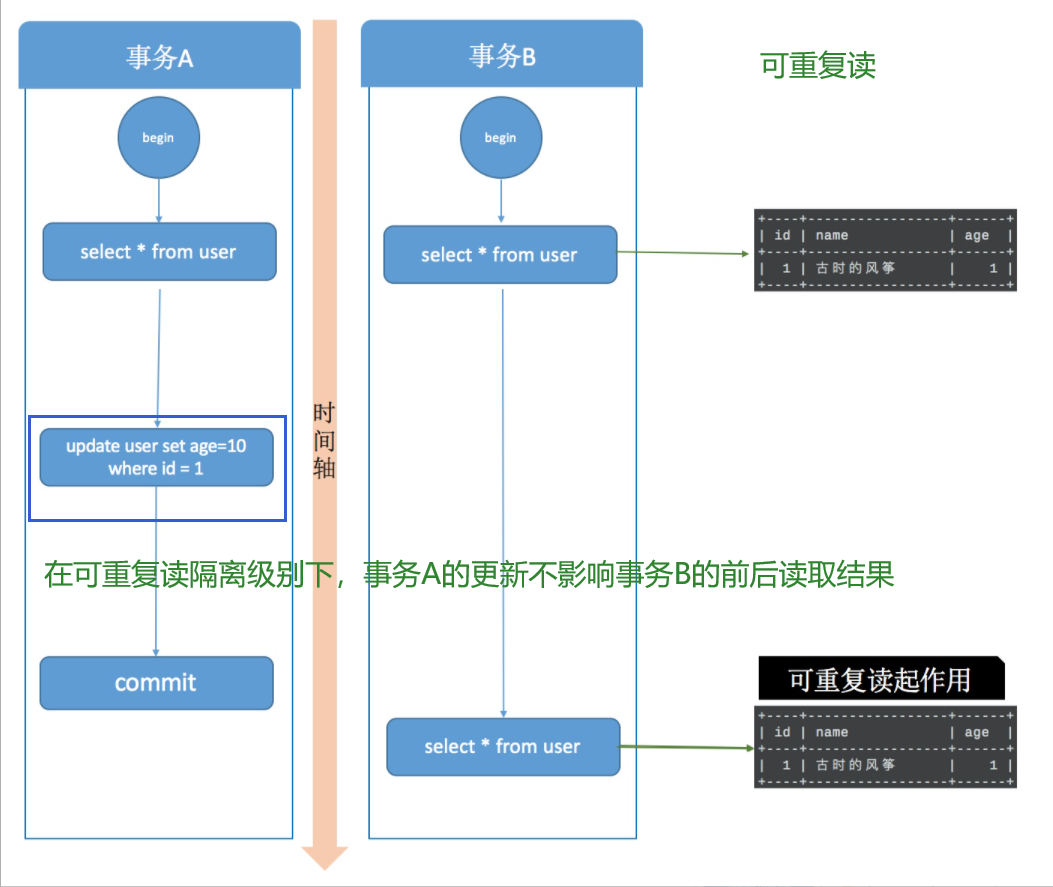 事务A
事务B
可重复读
begin
begin
select * from user
select * from user
+----+-----------------+------+
| id | name | age |
+----+-----------------+------+
| 1 | 古时的风筝 | 1 |
+----+-----------------+------+
时
间
轴
update user set age=10
where id = 1
在可重复读隔离级别下，事务A的更新不影响事务B的前后读取结果
commit
可重复读起作用
select * from user
+----+-----------------+------+
| id | name | age |
+----+-----------------+------+
| 1 | 古时的风筝 | 1 |
+----+-----------------+------+